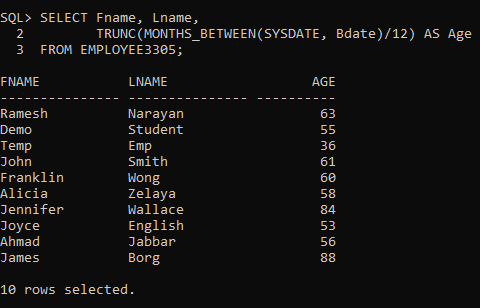 SQL> SELECT Fname, Lname,
  2         TRUNC(MONTHS_BETWEEN(SYSDATE, Bdate)/12) AS Age
  3  FROM EMPLOYEE3305;
FNAME           LNAME                  AGE
--------------- --------------- ----------
Ramesh          Narayan                 63
Demo            Student                 55
Temp            Emp                     36
John            Smith                   61
Franklin        Wong                    60
Alicia          Zelaya                  58
Jennifer        Wallace                 84
Joyce           English                 53
Ahmad           Jabbar                  56
James           Borg                    88
10 rows selected.